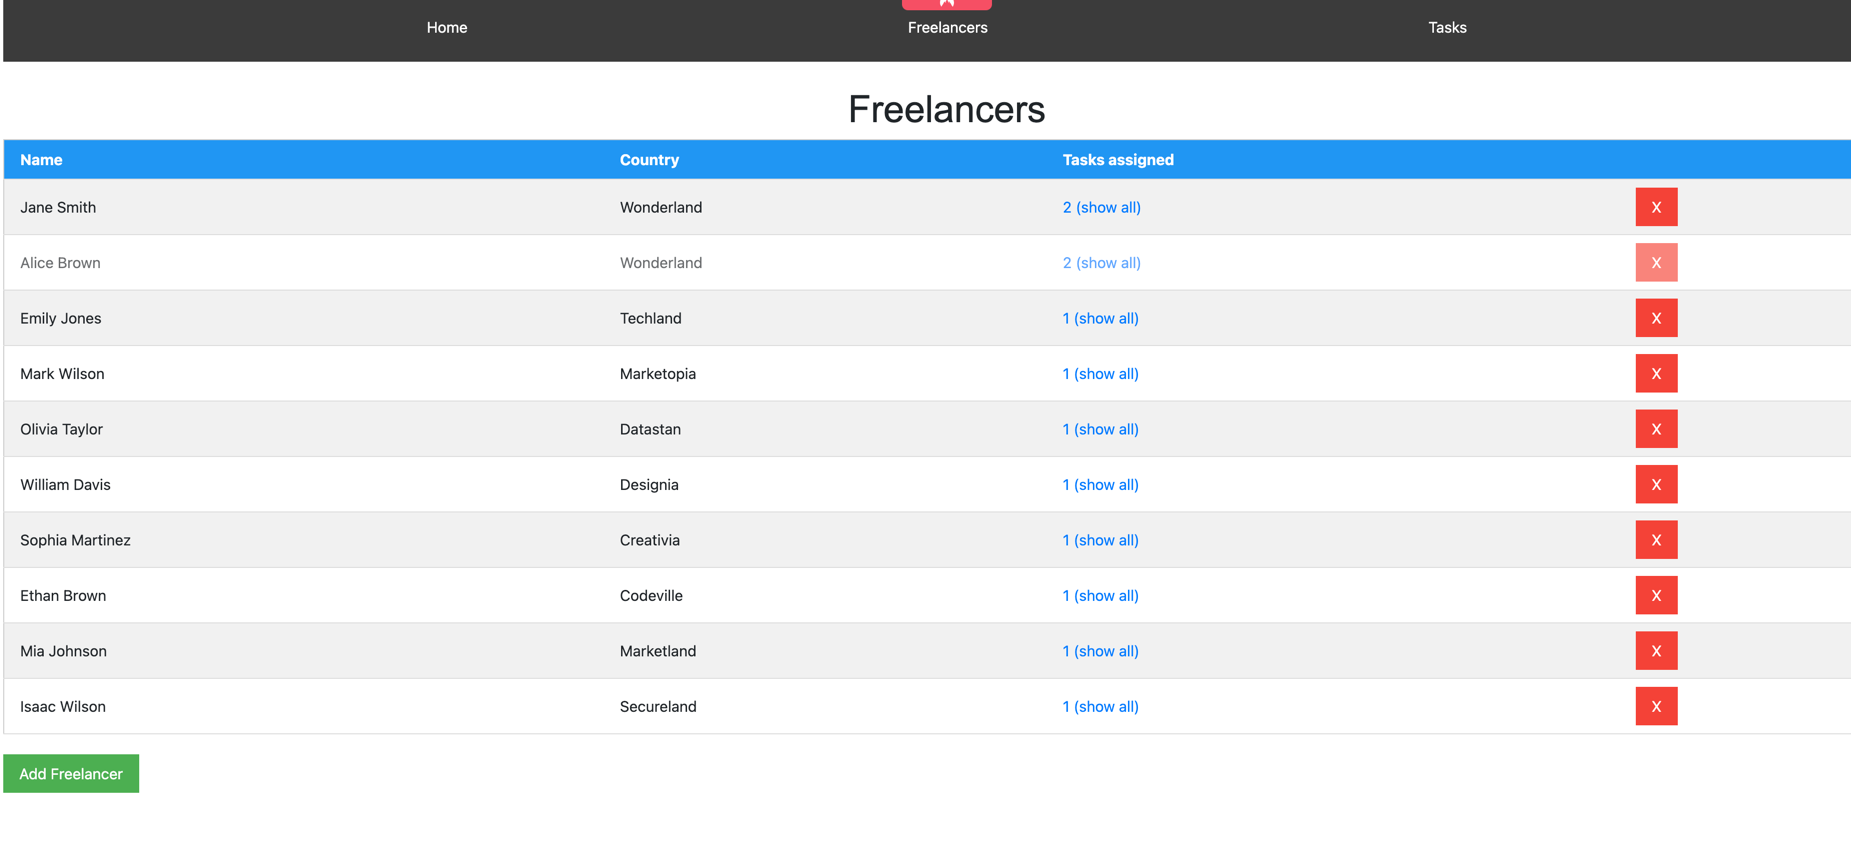 Home Freelancers Tasks
Freelancers
Name Country Tasks assigned
Jane Smith Wonderland 2 (show all) X
Alice Brown Wonderland 2 (show all) X
Emily Jones Techland 1 (show all) X
Mark Wilson Marketopia 1 (show all) X
Olivia Taylor Datastan 1 (show all) X
William Davis Designia 1 (show all) X
Sophia Martinez Creativia 1 (show all) X
Ethan Brown Codeville 1 (show all) X
Mia Johnson Marketland 1 (show all) X
Isaac Wilson Secureland 1 (show all) X
Add Freelancer